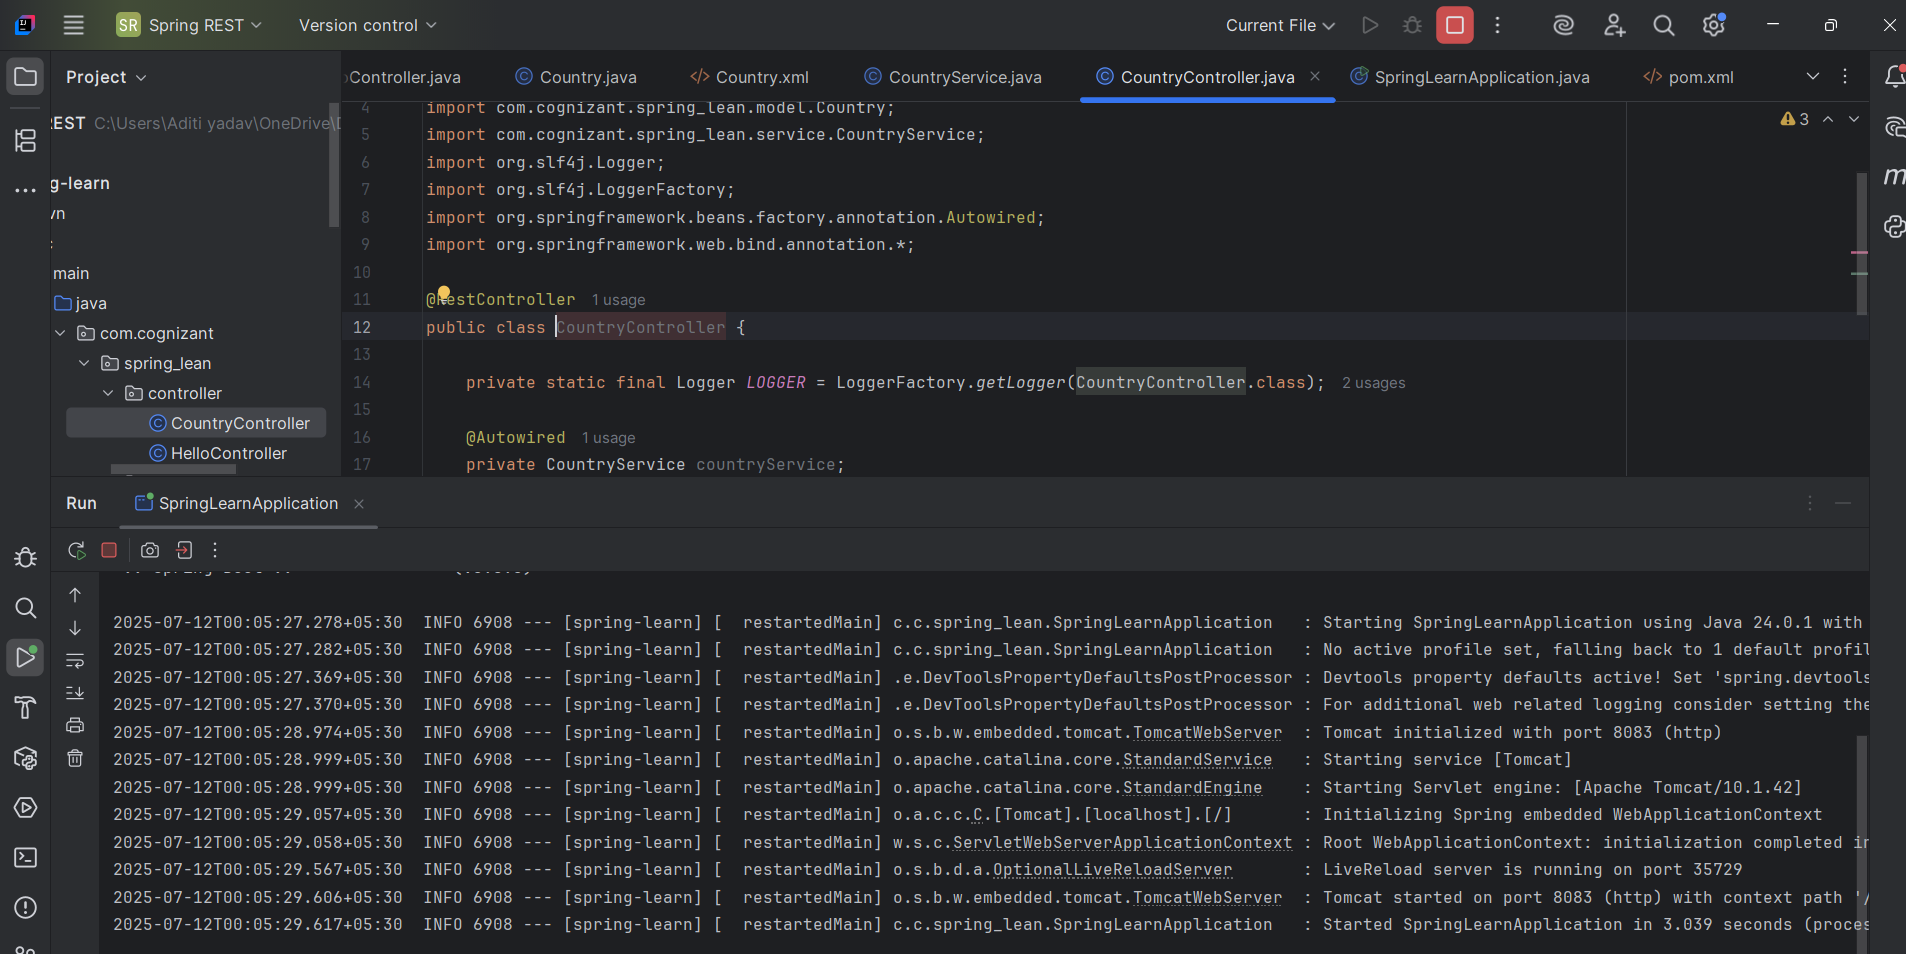 SR Spring REST Version control Current File
Project
Controller.java Country.java Country.xml CountryService.java CountryController.java SpringLearnApplication.java pom.xml
EST C:\Users\Aditi yadav\OneDrive\
g-learn
vn
main
java
com.cognizant
spring_lean
controller
CountryController
HelloController
3
4 import com.cognizant.spring_lean.model.Country;
5 import com.cognizant.spring_lean.service.CountryService;
6 import org.slf4j.Logger;
7 import org.slf4j.LoggerFactory;
8 import org.springframework.beans.factory.annotation.Autowired;
9 import org.springframework.web.bind.annotation.*;
10
11 @RestController 1 usage
12 public class CountryController {
13
14 private static final Logger LOGGER = LoggerFactory.getLogger(CountryController.class); 2 usages
15
16 @Autowired 1 usage
17 private CountryService countryService;
Run SpringLearnApplication
2025-07-12T00:05:27.278+05:30 INFO 6908 --- [spring-learn] [ restartedMain] c.c.spring_lean.SpringLearnApplication : Starting SpringLearnApplication using Java 24.0.1 with
2025-07-12T00:05:27.282+05:30 INFO 6908 --- [spring-learn] [ restartedMain] c.c.spring_lean.SpringLearnApplication : No active profile set, falling back to 1 default profil
2025-07-12T00:05:27.369+05:30 INFO 6908 --- [spring-learn] [ restartedMain] .e.DevToolsPropertyDefaultsPostProcessor : Devtools property defaults active! Set 'spring.devtools
2025-07-12T00:05:27.370+05:30 INFO 6908 --- [spring-learn] [ restartedMain] .e.DevToolsPropertyDefaultsPostProcessor : For additional web related logging consider setting the
2025-07-12T00:05:28.974+05:30 INFO 6908 --- [spring-learn] [ restartedMain] o.s.b.w.embedded.tomcat.TomcatWebServer : Tomcat initialized with port 8083 (http)
2025-07-12T00:05:28.999+05:30 INFO 6908 --- [spring-learn] [ restartedMain] o.apache.catalina.core.StandardService : Starting service [Tomcat]
2025-07-12T00:05:28.999+05:30 INFO 6908 --- [spring-learn] [ restartedMain] o.apache.catalina.core.StandardEngine : Starting Servlet engine: [Apache Tomcat/10.1.42]
2025-07-12T00:05:29.057+05:30 INFO 6908 --- [spring-learn] [ restartedMain] o.a.c.c.C.[Tomcat].[localhost].[/] : Initializing Spring embedded WebApplicationContext
2025-07-12T00:05:29.058+05:30 INFO 6908 --- [spring-learn] [ restartedMain] w.s.c.ServletWebServerApplicationContext : Root WebApplicationContext: initialization completed in
2025-07-12T00:05:29.567+05:30 INFO 6908 --- [spring-learn] [ restartedMain] o.s.b.d.a.OptionalLiveReloadServer : LiveReload server is running on port 35729
2025-07-12T00:05:29.606+05:30 INFO 6908 --- [spring-learn] [ restartedMain] o.s.b.w.embedded.tomcat.TomcatWebServer : Tomcat started on port 8083 (http) with context path '/
2025-07-12T00:05:29.617+05:30 INFO 6908 --- [spring-learn] [ restartedMain] c.c.spring_lean.SpringLearnApplication : Started SpringLearnApplication in 3.039 seconds (proces